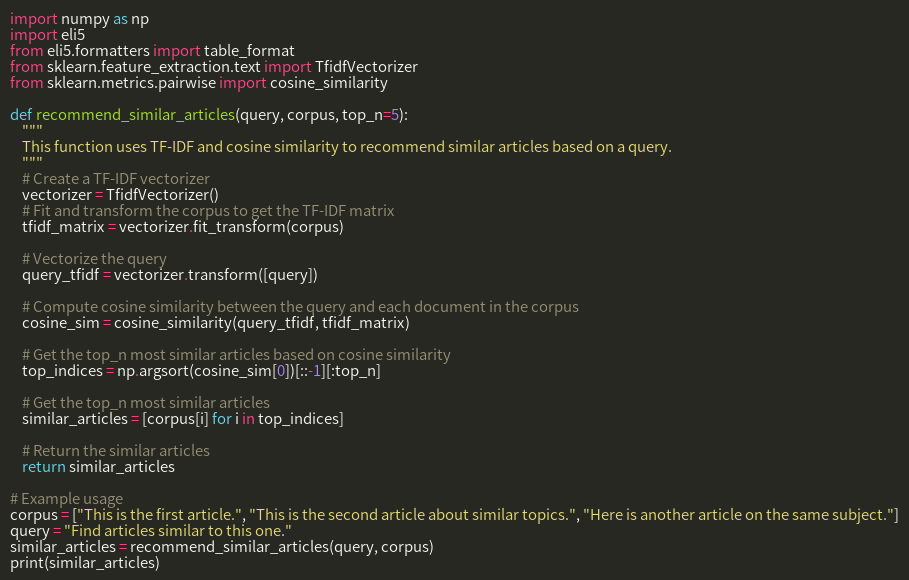 import numpy as np
import eli5
from eli5.formatters import table_format
from sklearn.feature_extraction.text import TfidfVectorizer
from sklearn.metrics.pairwise import cosine_similarity

def recommend_similar_articles(query, corpus, top_n=5):
    """
    This function uses TF-IDF and cosine similarity to recommend similar articles based on a query.
    """
    # Create a TF-IDF vectorizer
    vectorizer = TfidfVectorizer()
    # Fit and transform the corpus to get the TF-IDF matrix
    tfidf_matrix = vectorizer.fit_transform(corpus)

    # Vectorize the query
    query_tfidf = vectorizer.transform([query])

    # Compute cosine similarity between the query and each document in the corpus
    cosine_sim = cosine_similarity(query_tfidf, tfidf_matrix)

    # Get the top_n most similar articles based on cosine similarity
    top_indices = np.argsort(cosine_sim[0])[::-1][:top_n]

    # Get the top_n most similar articles
    similar_articles = [corpus[i] for i in top_indices]

    # Return the similar articles
    return similar_articles

# Example usage
corpus = ["This is the first article.", "This is the second article about similar topics.", "Here is another article on the same subject."]
query = "Find articles similar to this one."
similar_articles = recommend_similar_articles(query, corpus)
print(similar_articles)